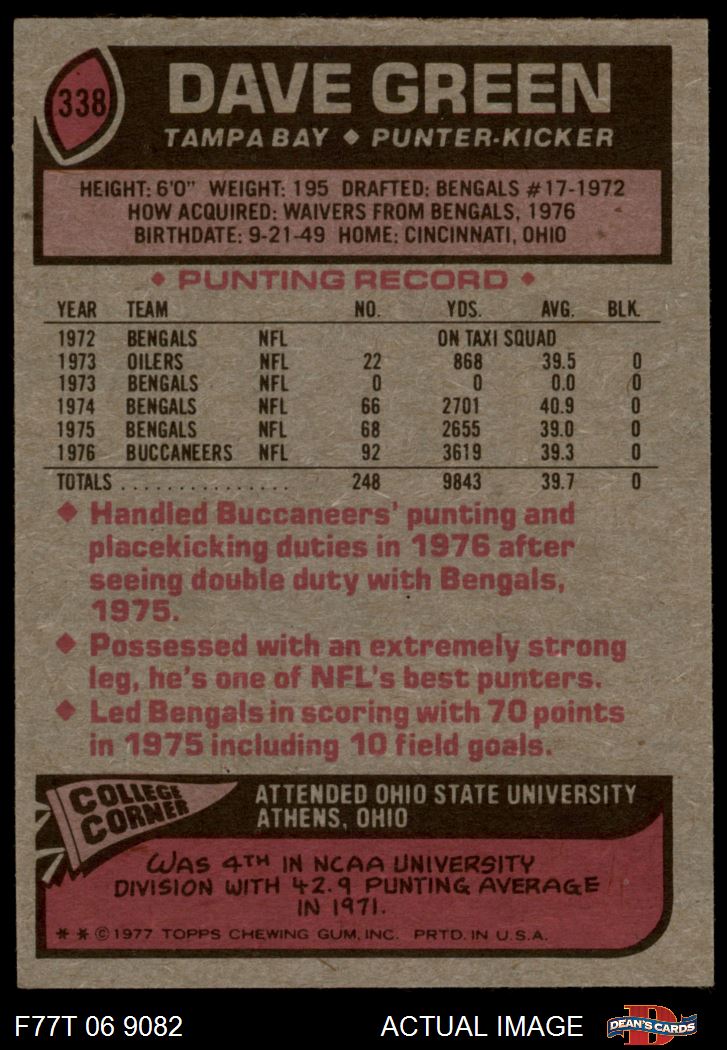 338
DAVE GREEN
TAMPA BAY ◆ PUNTER-KICKER
HEIGHT: 6'0" WEIGHT: 195 DRAFTED: BENGALS #17-1972
HOW ACQUIRED: WAIVERS FROM BENGALS, 1976
BIRTHDATE: 9-21-49 HOME: CINCINNATI, OHIO
◆ PUNTING RECORD ◆
YEAR TEAM NO. YDS. AVG. BLK.
1972 BENGALS NFL ON TAXI SQUAD
1973 OILERS NFL 22 868 39.5 0
1973 BENGALS NFL 0 0 0.0 0
1974 BENGALS NFL 66 2701 40.9 0
1975 BENGALS NFL 68 2655 39.0 0
1976 BUCCANEERS NFL 92 3619 39.3 0
TOTALS . . . . . . . . . . . . . . . 248 9843 39.7 0
◆ Handled Buccaneers' punting and
placekicking duties in 1976 after
seeing double duty with Bengals,
1975.
◆ Possessed with an extremely strong
leg, he's one of NFL's best punters.
◆ Led Bengals in scoring with 70 points
in 1975 including 10 field goals.
COLLEGE
CORNER
ATTENDED OHIO STATE UNIVERSITY
ATHENS, OHIO
WAS 4TH IN NCAA UNIVERSITY
DIVISION WITH 42.9 PUNTING AVERAGE
IN 1971.
* * © 1977 TOPPS CHEWING GUM, INC. PRTD. IN U.S.A.
F77T 06 9082 ACTUAL IMAGE
D
DEAN'S CARDS